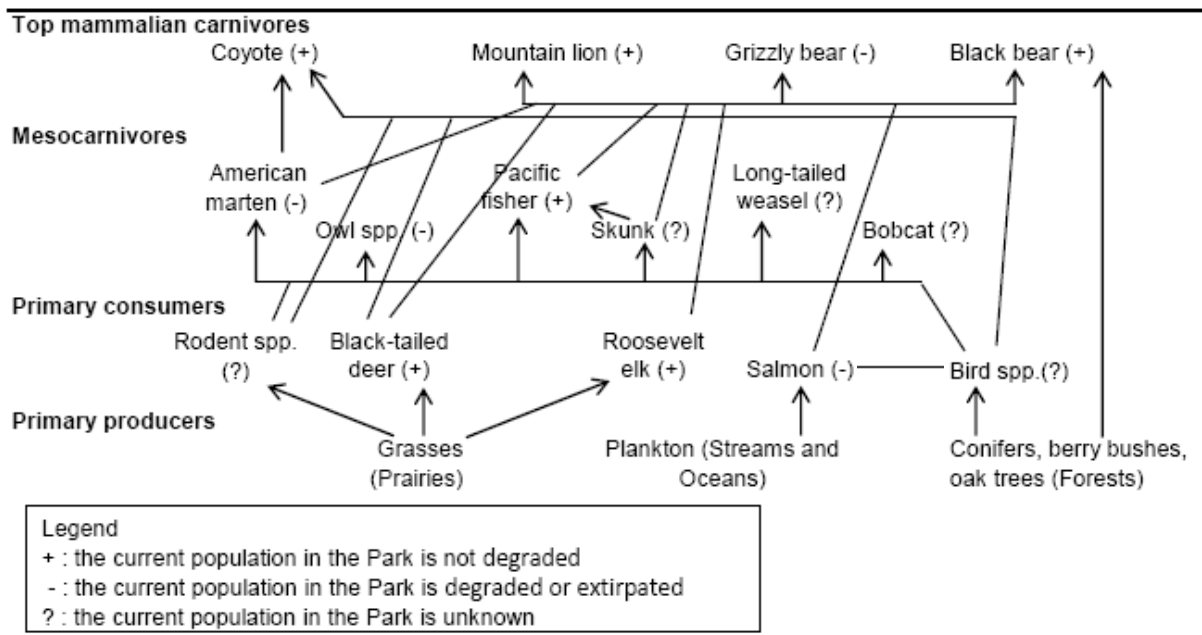 Top mammalian carnivores
Coyote (+) Mountain lion (+) Grizzly bear (-) Black bear (+)
Mesocarnivores
American marten (-)
Owl spp. (-)
Pacific fisher (+)
Skunk (?)
Long-tailed weasel (?)
Bobcat (?)
Primary consumers
Rodent spp. (?)
Black-tailed deer (+)
Roosevelt elk (+)
Salmon (-)
Bird spp.(?)
Primary producers
Grasses
(Prairies)
Plankton (Streams and
Oceans)
Conifers, berry bushes,
oak trees (Forests)
Legend
+ : the current population in the Park is not degraded
- : the current population in the Park is degraded or extirpated
? : the current population in the Park is unknown